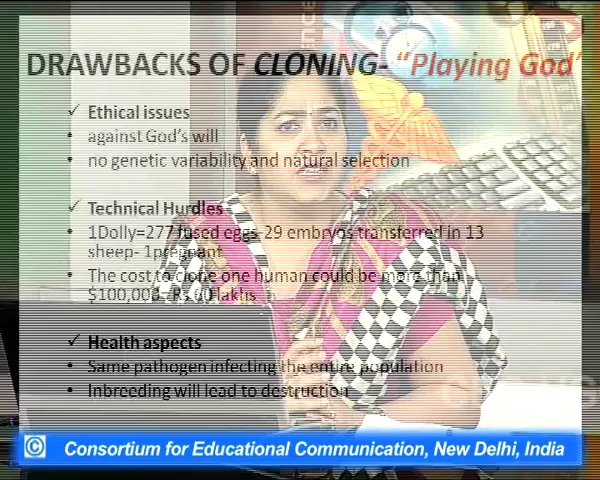 DRAWBACKS OF CLONING- "Playing God"
✓ Ethical issues
• against God's will
• no genetic variability and natural selection
✓ Technical Hurdles
• 1Dolly=277 fused eggs-29 embryos transferred in 13
sheep- 1pregnant
• The cost to clone one human could be more than
$100,000- Rs 60 lakhs
✓ Health aspects
• Same pathogen infecting the entire population
• Inbreeding will lead to destruction
© Consortium for Educational Communication, New Delhi, India